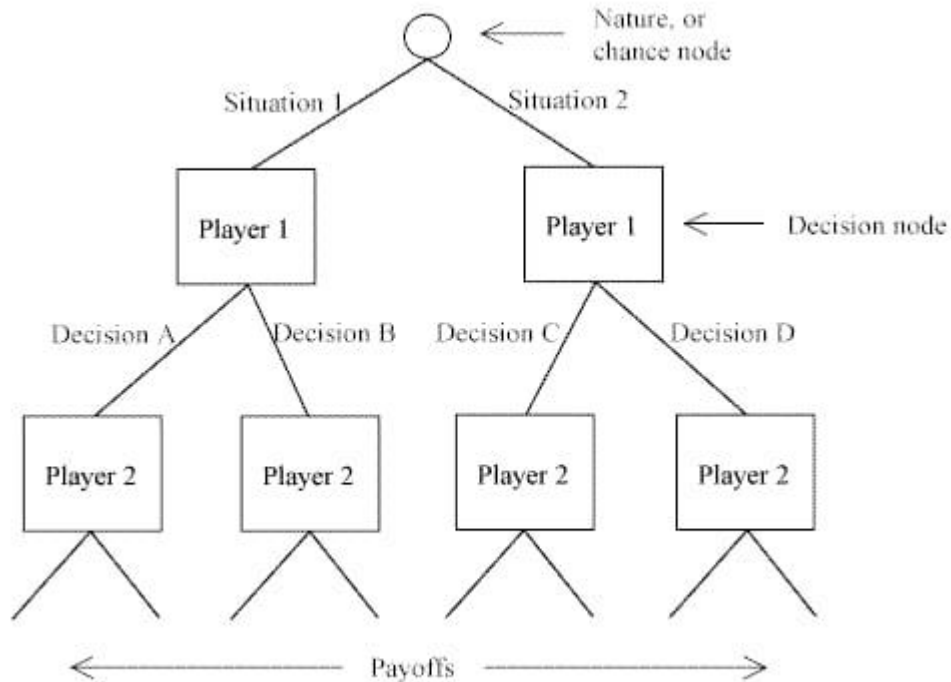 Nature, or
chance node
Situation 1
Situation 2
Player 1
Player 1
Decision node
Decision A
Decision B
Decision C
Decision D
Player 2
Player 2
Player 2
Player 2
Payoffs